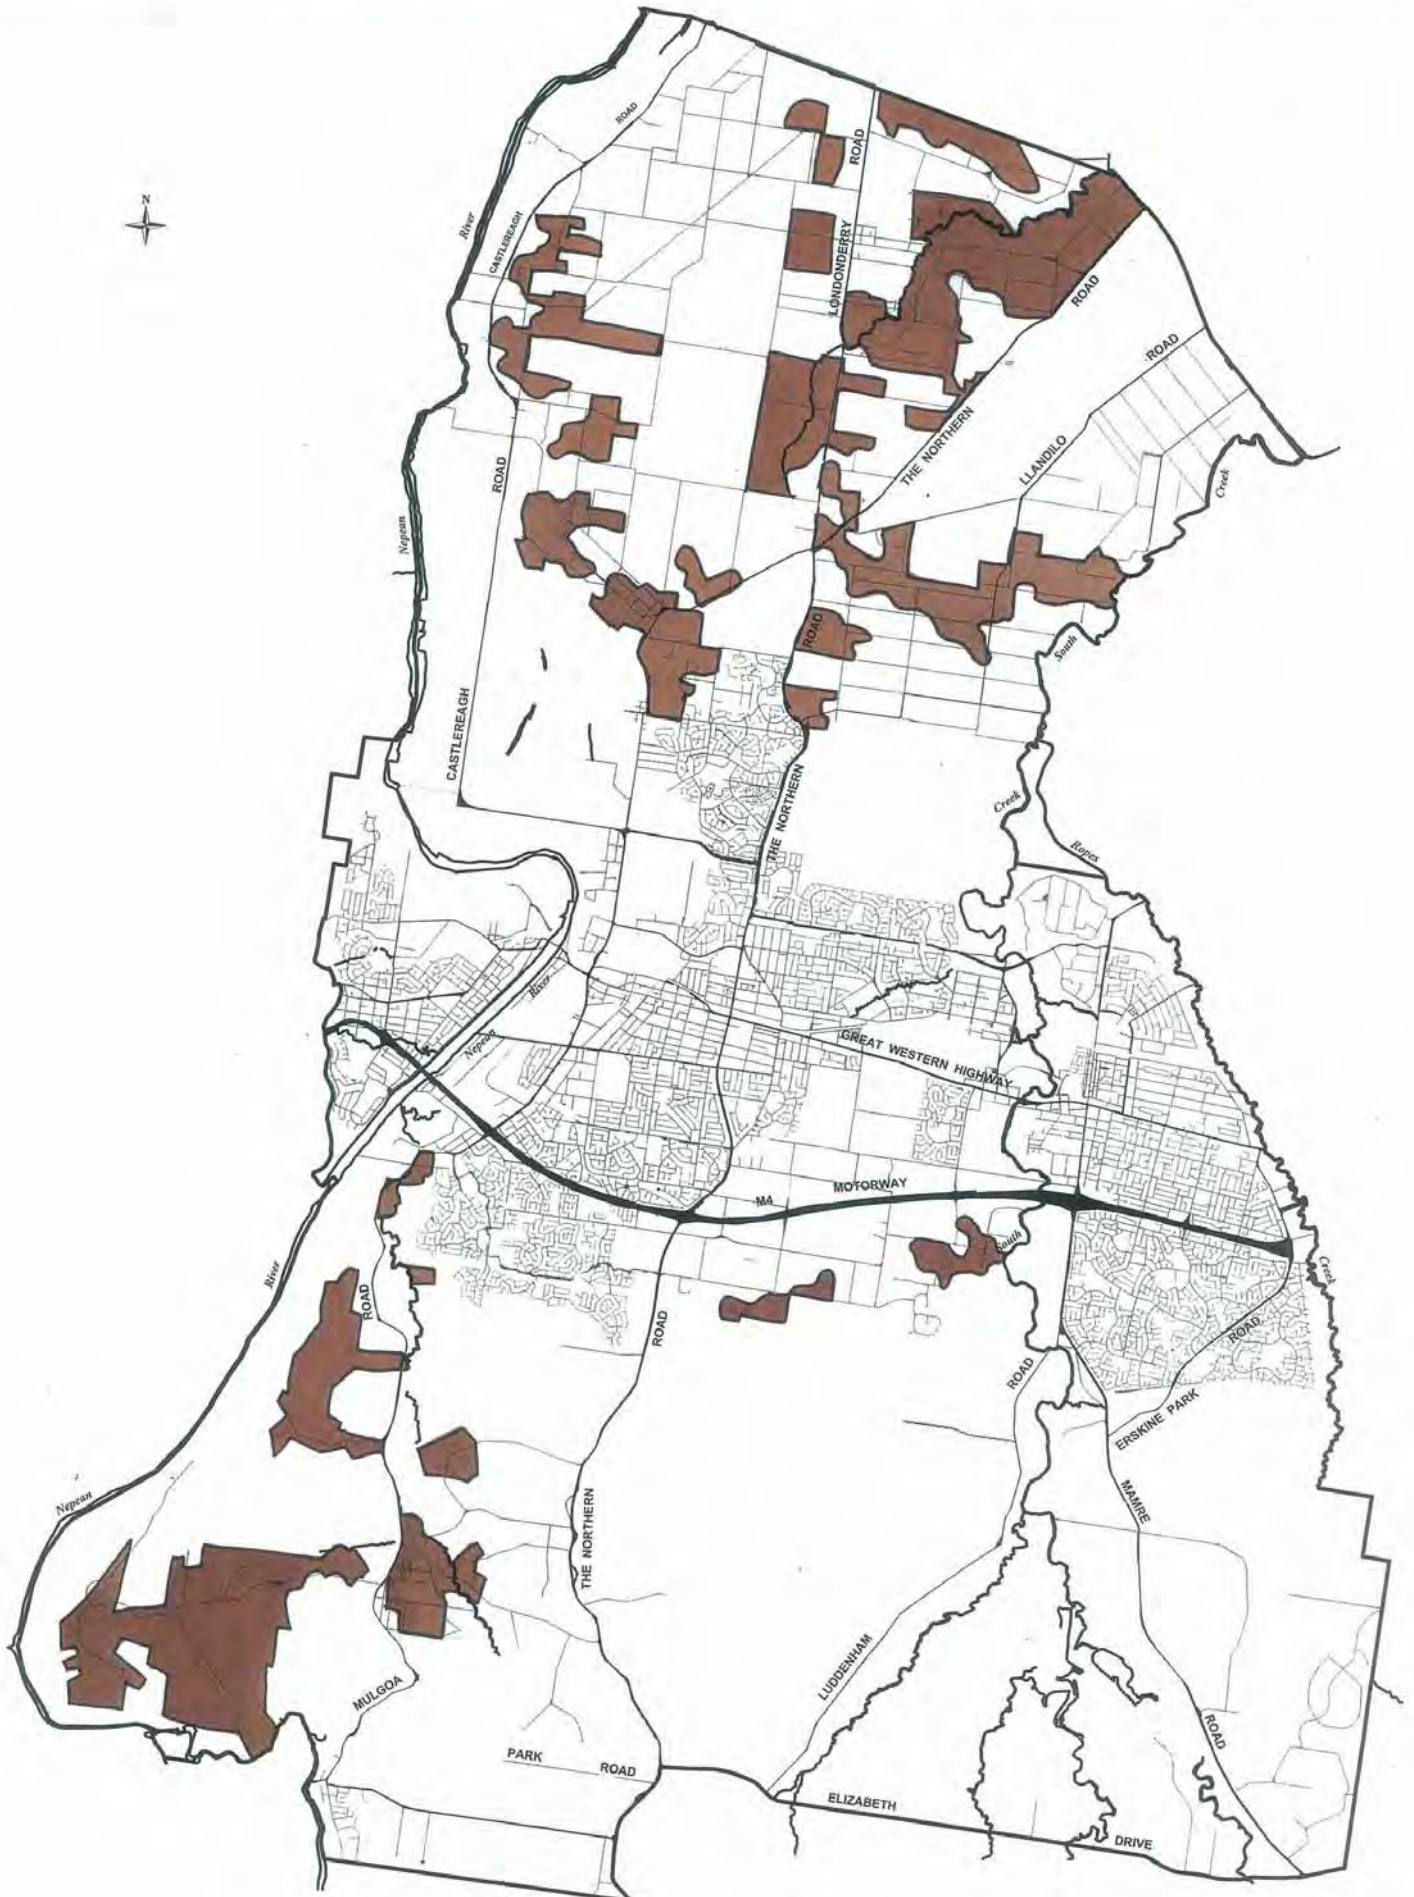 ROAD
ROAD
N
River
CASTLEREAGH
LONDONDERRY
ROAD
ROAD
THE NORTHERN
LLANDILO
ROAD
Creek
Nepean
South
ROAD
CASTLEREAGH
THE NORTHERN
Creek
Ropes
River
Nepean
GREAT WESTERN HIGHWAY
M4
MOTORWAY
South
Creek
River
ROAD
ROAD
ROAD
ROAD
ERSKINE PARK
Nepean
MAMRE
THE NORTHERN
LUDDENHAM
MULGOA
ROAD
PARK
ROAD
ELIZABETH
DRIVE